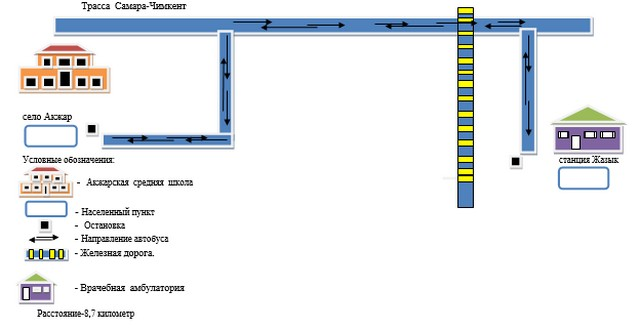 Трасса Самара-Чимкент
село Акжар
станция Жазык
Условные обозначения:
- Акжарская средняя школа
- Населенный пункт
- Остановка
- Направление автобуса
- Железная дорога.
- Врачебная амбулатория
Расстояние-8,7 километр